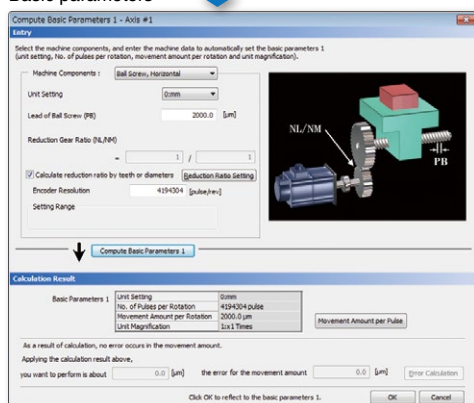 Basic parameters
Compute Basic Parameters 1 - Axis #1
Entry
Select the machine components, and enter the machine data to automatically set the basic parameters 1
(unit setting, No. of pulses per rotation, movement amount per rotation and unit magnification).
Machine Components : Ball Screw, Horizontal
Unit Setting 0:mm
Lead of Ball Screw (PB) 2000.0 [μm]
Reduction Gear Ratio (NL/NM)
= 1 / 1
Calculate reduction ratio by teeth or diameters Reduction Ratio Setting
Encoder Resolution 4194304 [pulse/rev]
Setting Range
NL/NM
PB
Compute Basic Parameters 1
Calculation Result
Basic Parameters 1
Unit Setting 0:mm
No. of Pulses per Rotation 4194304 pulse
Movement Amount per Rotation 2000.0 μm
Unit Magnification 1:x1 Times
Movement Amount per Pulse
As a result of calculation, no error occurs in the movement amount.
Applying the calculation result above,
you want to perform is about 0.0 [μm] the error for the movement amount 0.0 [μm] Error Calculation
Click OK to reflect to the basic parameters 1. OK Cancel